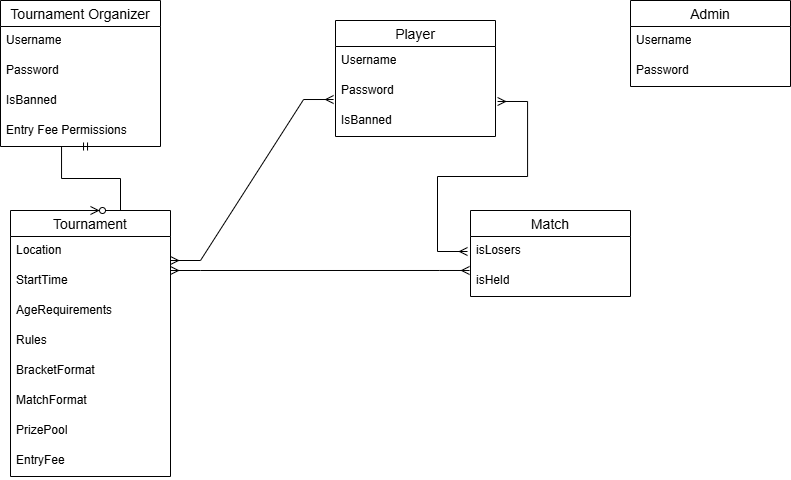 Tournament Organizer
Username
Password
IsBanned
Entry Fee Permissions
Player
Username
Password
IsBanned
Admin
Username
Password
Tournament
Location
StartTime
AgeRequirements
Rules
BracketFormat
MatchFormat
PrizePool
EntryFee
Match
isLosers
isHeld